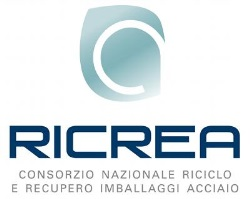 RICREA
CONSORZIO NAZIONALE RICICLO
E RECUPERO IMBALLAGGI ACCIAIO